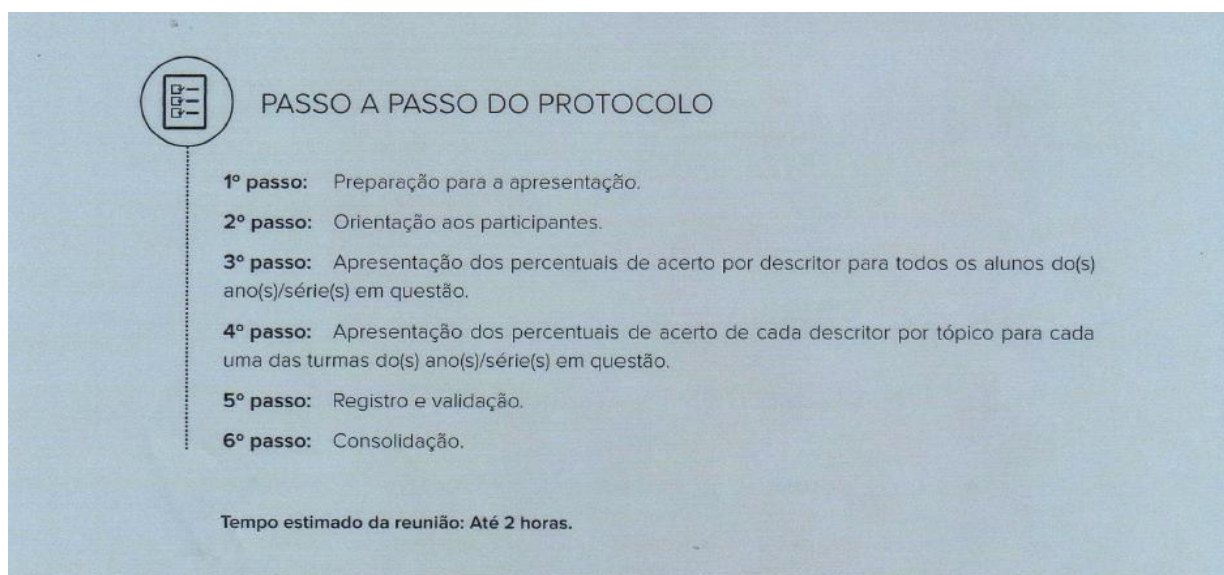 PASSO A PASSO DO PROTOCOLO
1º passo: Preparação para a apresentação.
2º passo: Orientação aos participantes.
3º passo: Apresentação dos percentuais de acerto por descritor para todos os alunos do(s)
ano(s)/série(s) em questão.
4º passo: Apresentação dos percentuais de acerto de cada descritor por tópico para cada
uma das turmas do(s) ano(s)/série(s) em questão.
5º passo: Registro e validação.
6º passo: Consolidação.
Tempo estimado da reunião: Até 2 horas.